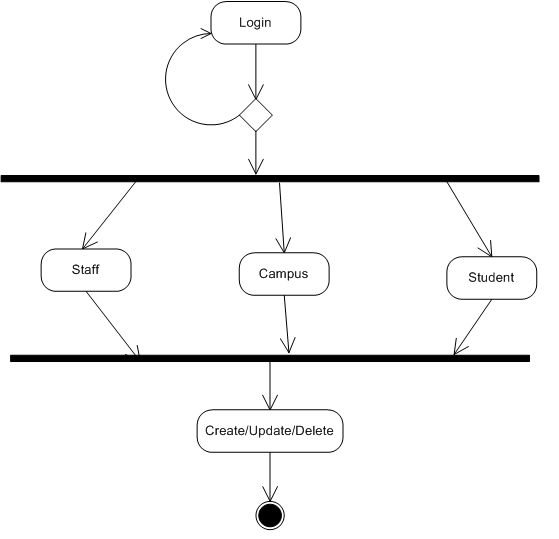 Login
Staff
Campus
Student
Create/Update/Delete